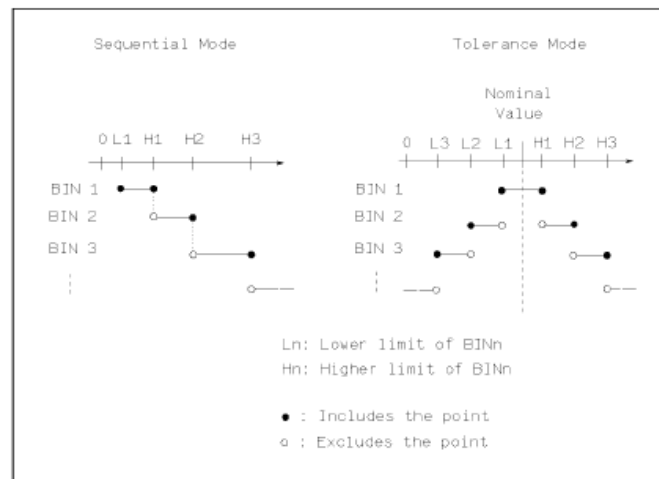 Sequential Mode
Tolerance Mode
Nominal
Value
0 L1 H1 H2 H3
0 L3 L2 L1 H1 H2 H3
BIN 1
BIN 1
BIN 2
BIN 2
BIN 3
BIN 3
Ln: Lower limit of BINn
Hn: Higher limit of BINn
: Includes the point
: Excludes the point